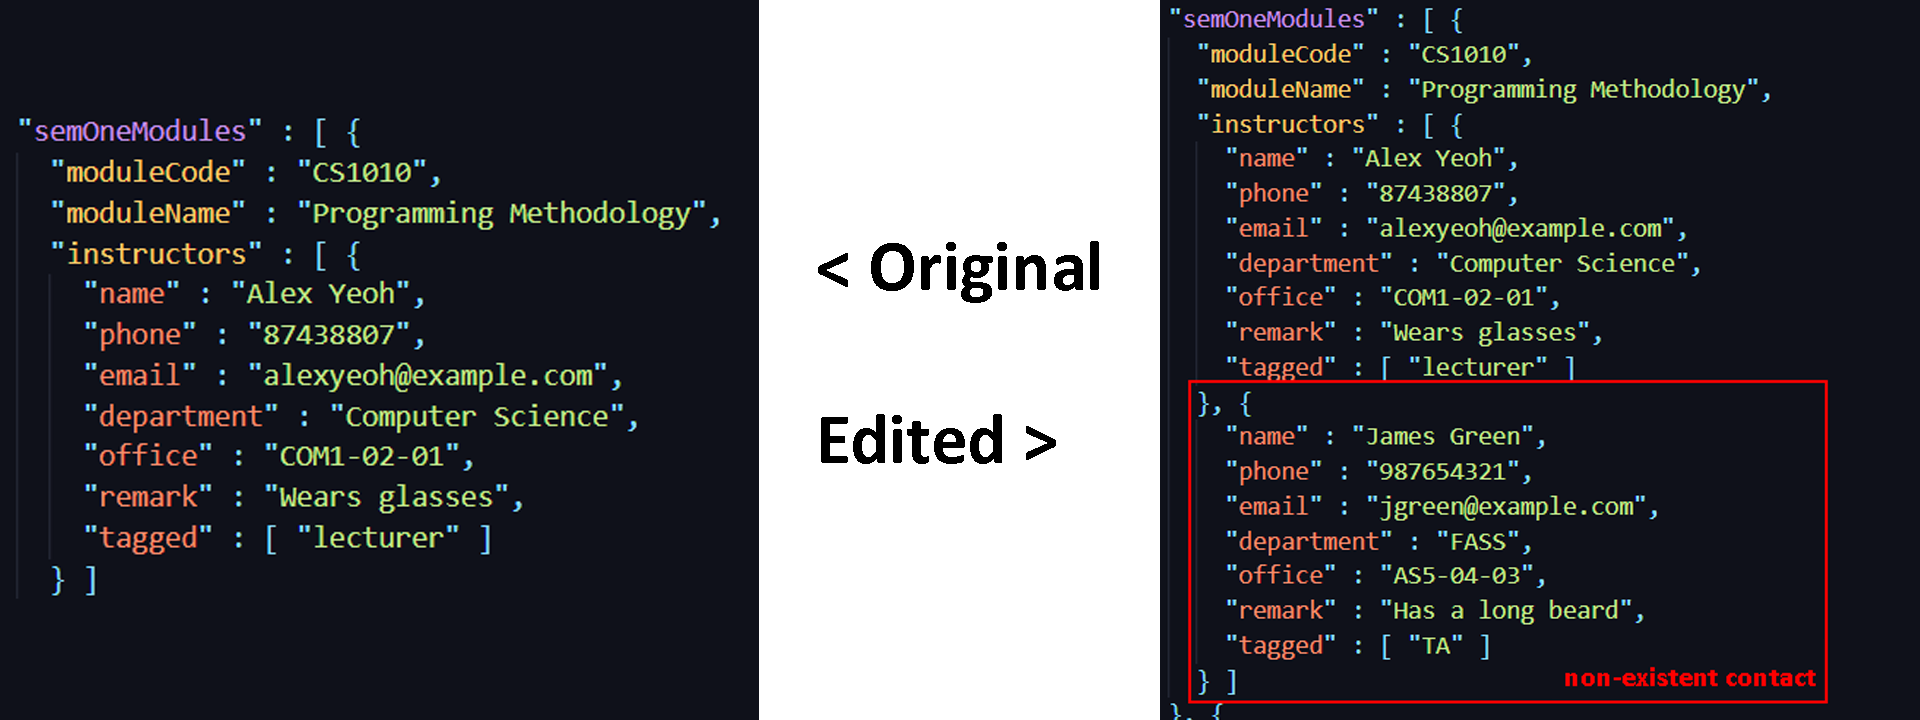 "semOneModules" : [ {
"moduleCode" : "CS1010",
"moduleName" : "Programming Methodology",
"instructors" : [ {
"name" : "Alex Yeoh",
"phone" : "87438807",
"email" : "alexyeoh@example.com",
"department" : "Computer Science",
"office" : "COM1-02-01",
"remark" : "Wears glasses",
"tagged" : [ "lecturer" ]
} ]
< Original
Edited >
"semOneModules" : [ {
"moduleCode" : "CS1010",
"moduleName" : "Programming Methodology",
"instructors" : [ {
"name" : "Alex Yeoh",
"phone" : "87438807",
"email" : "alexyeoh@example.com",
"department" : "Computer Science",
"office" : "COM1-02-01",
"remark" : "Wears glasses",
"tagged" : [ "lecturer" ]
}, {
"name" : "James Green",
"phone" : "987654321",
"email" : "jgreen@example.com",
"department" : "FASS",
"office" : "AS5-04-03",
"remark" : "Has a long beard",
"tagged" : [ "TA" ]
} ]
non-existent contact
}, {